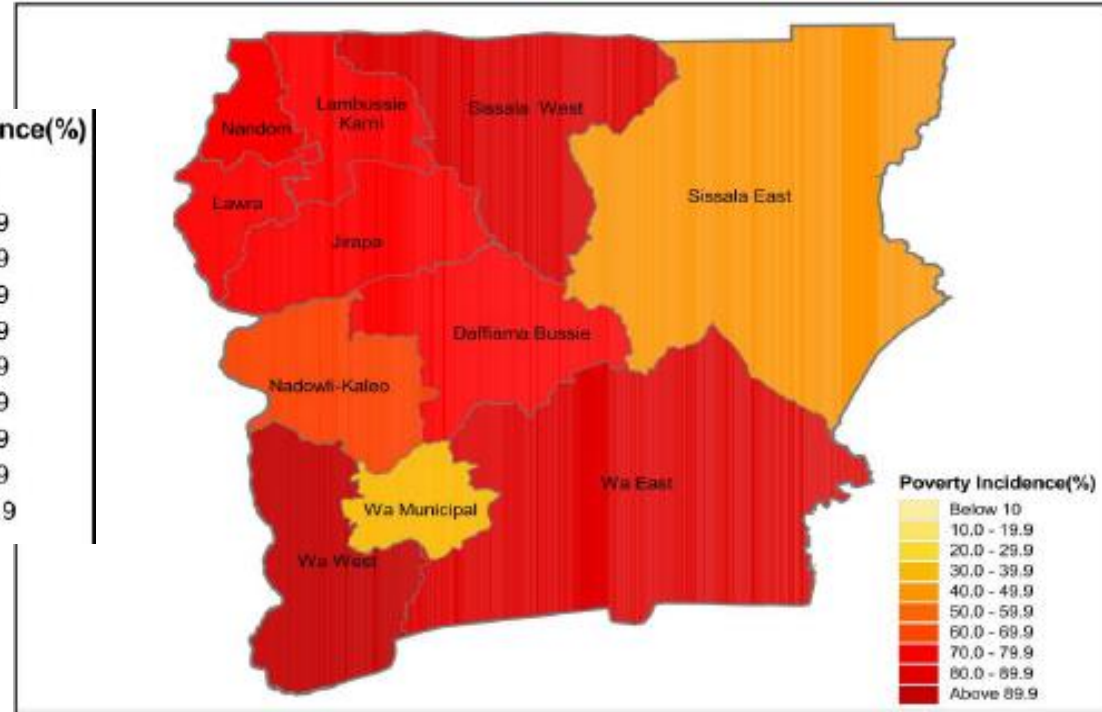 nce(%)
9
9
9
9
9
9
9
9
9
Nandom
Lambussie
Karni
Sissala West
Sissala East
Lawra
Jirapa
Daffiama Bussie
Nadowli-Kaleo
Wa East
Wa Municipal
Wa West
Poverty Incidence(%)
Below 10
10.0 - 19.9
20.0 - 29.9
30.0 - 39.9
40.0 - 49.9
50.0 - 59.9
60.0 - 69.9
70.0 - 79.9
80.0 - 89.9
Above 89.9